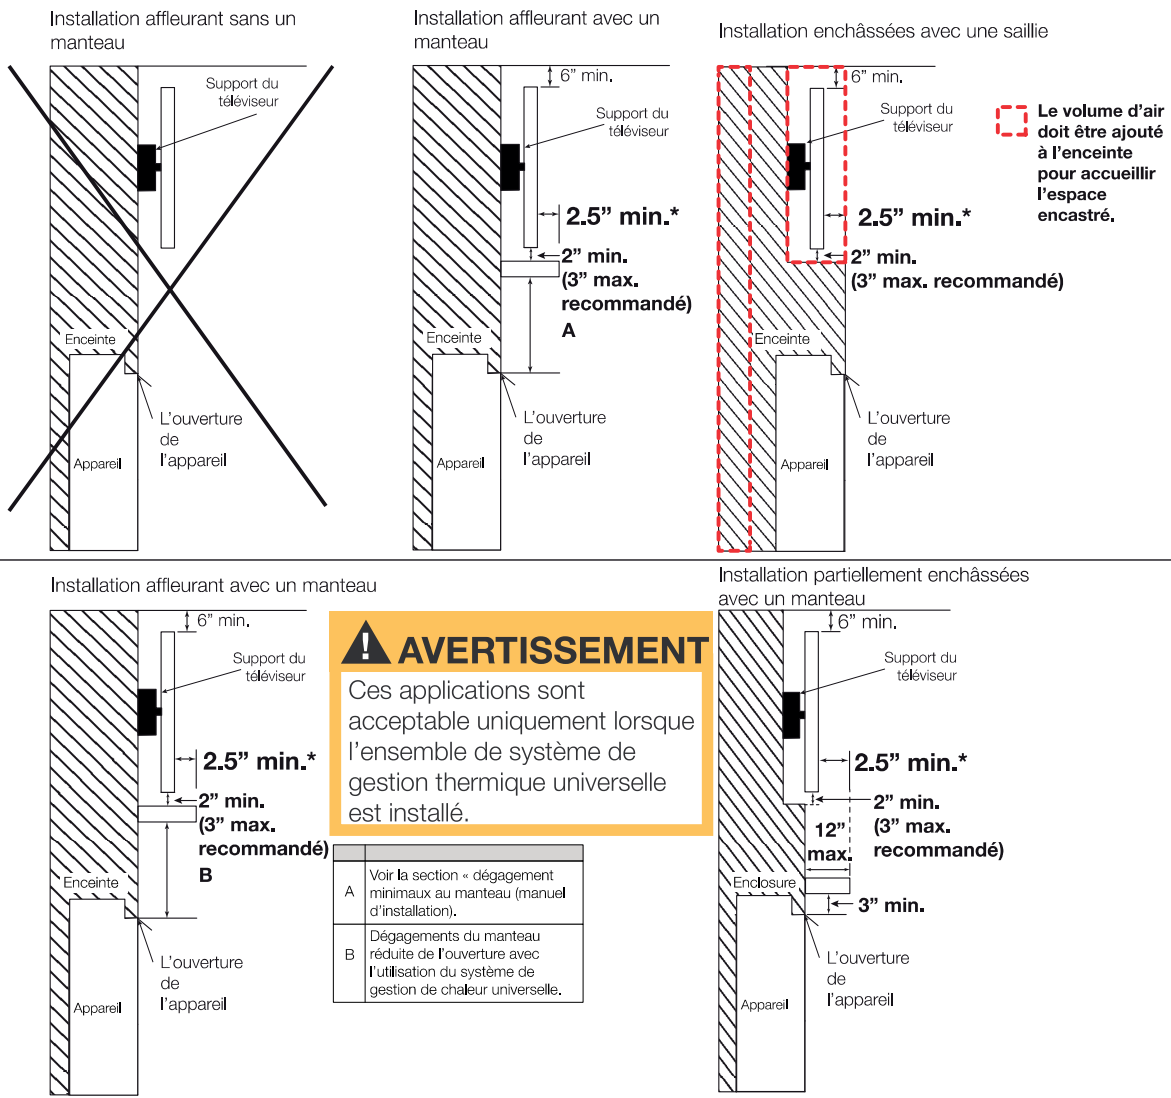 Installation affleurant sans un
manteau
Support du
téléviseur
Enceinte
L'ouverture
de
l'appareil
Appareil
Installation affleurant avec un
manteau
6” min.
Support du
téléviseur
2.5” min.*
2” min.
(3” max.
recommandé)
A
Enceinte
L'ouverture
de
l'appareil
Appareil
Installation enchâssées avec une saillie
6” min.
Support du
téléviseur
2.5” min.*
2” min.
(3” max. recommandé)
Enceinte
L'ouverture
de
l'appareil
Appareil
Le volume d'air
doit être ajouté
à l'enceinte
pour accueillir
l'espace
encastré.
Installation affleurant avec un manteau
6” min.
Support du
téléviseur
2.5” min.*
2” min.
(3” max.
recommandé)
B
Enceinte
L'ouverture
de
l'appareil
Appareil
! AVERTISSEMENT
Ces applications sont
acceptable uniquement lorsque
l'ensemble de système de
gestion thermique universelle
est installé.
A
Voir la section « dégagement
minimaux au manteau (manuel
d'installation).
B
Dégagements du manteau
réduite de l'ouverture avec
l'utilisation du système de
gestion de chaleur universelle.
Installation partiellement enchâssées
avec un manteau
6” min.
Support du
téléviseur
2.5” min.*
2” min.
(3” max.
recommandé)
12”
max.
Enclosure
3” min.
L'ouverture
de
l'appareil
Appareil